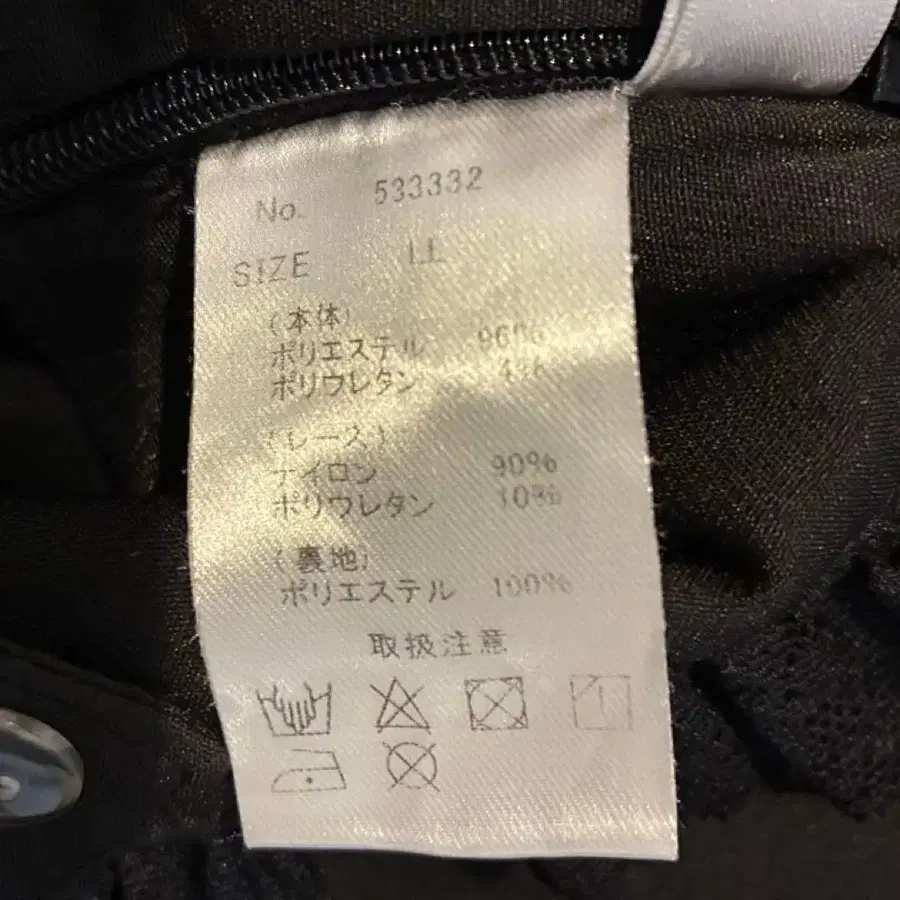 No. 533332
SIZE LL
(本体)
ポリエステル 96%
ポリウレタン 4%
(レース)
ナイロン 90%
ポリウレタン 10%
(裏地)
ポリエステル 100%
取扱注意